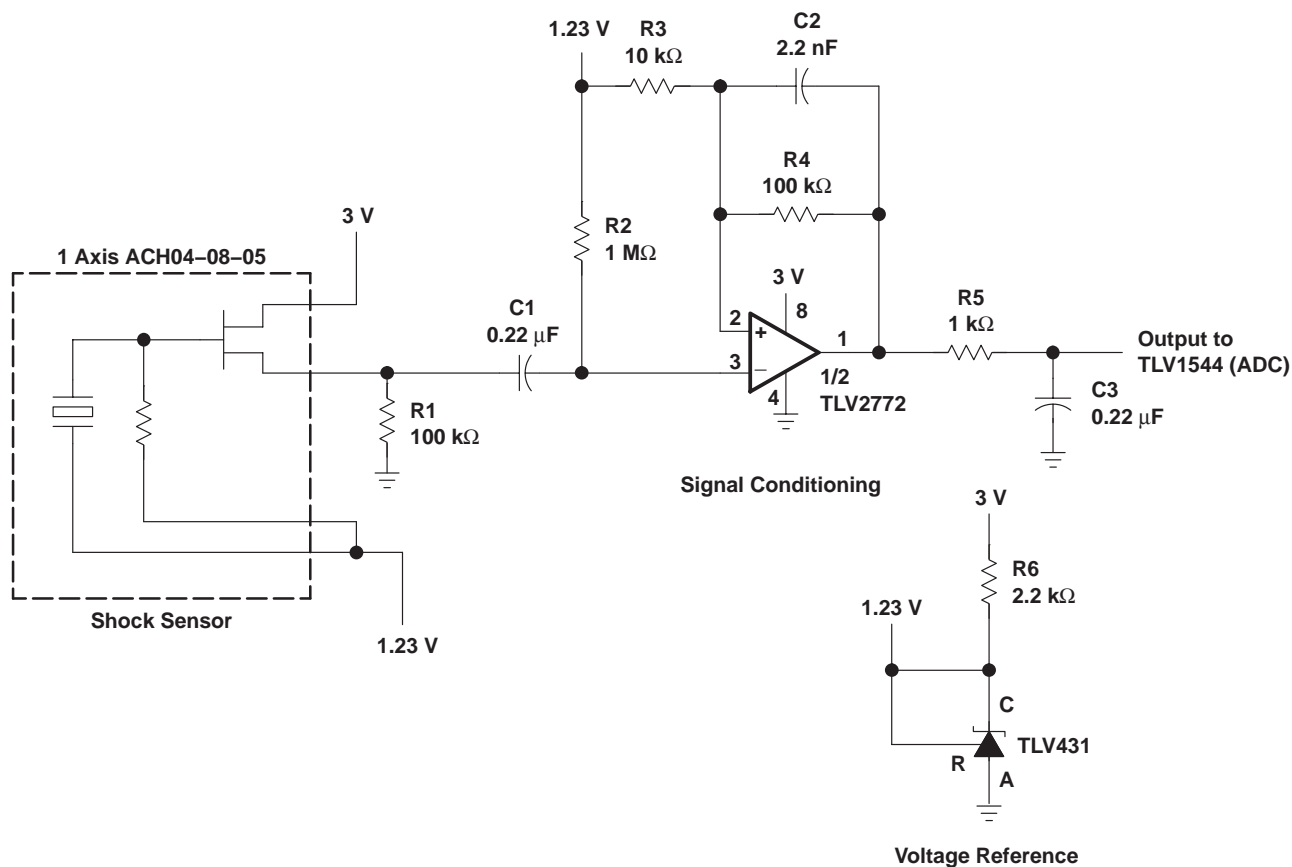 1.23 V
R3
10 kΩ
C2
2.2 nF
R4
100 kΩ
3 V
R2
1 MΩ
1 Axis ACH04–08–05
C1
0.22 μF
3 V
8
2
+
3
−
4
1
1/2
TLV2772
R5
1 kΩ
Output to
TLV1544 (ADC)
C3
0.22 μF
R1
100 kΩ
Signal Conditioning
Shock Sensor
1.23 V
3 V
R6
2.2 kΩ
1.23 V
C
TLV431
R
A
Voltage Reference